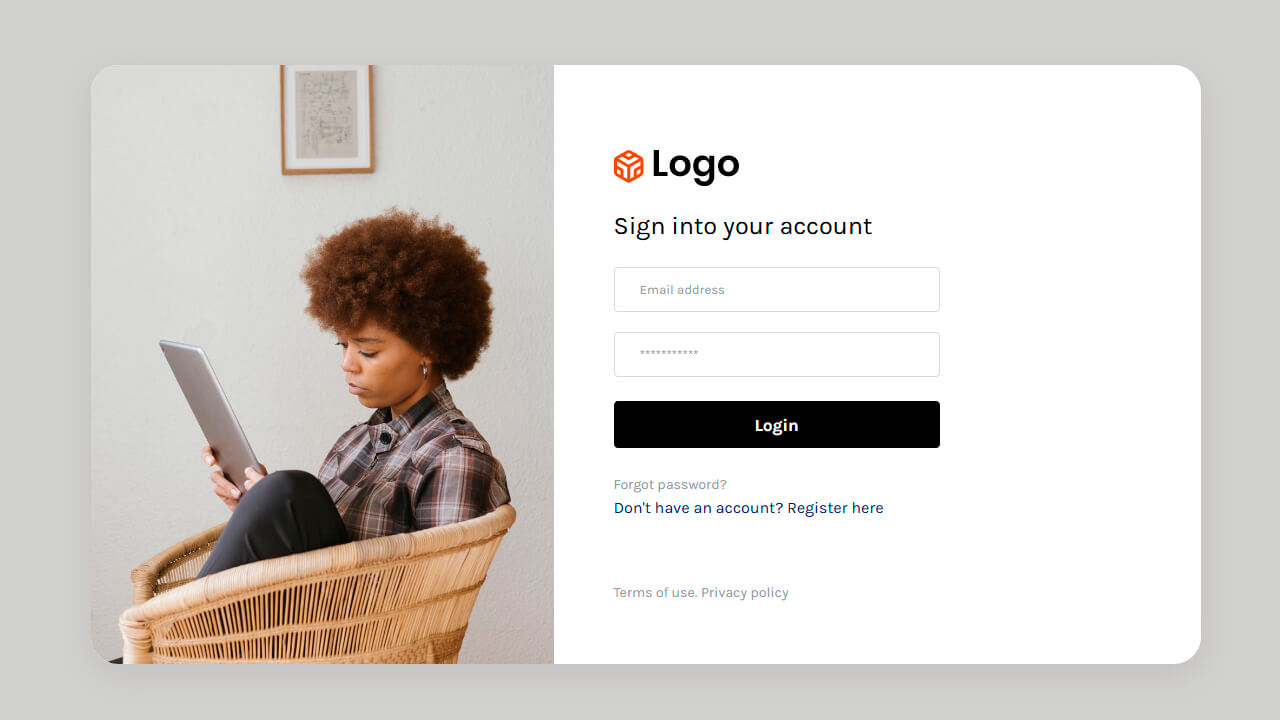 Logo
Sign into your account
Email address
***********
Login
Forgot password?
Don't have an account? Register here
Terms of use. Privacy policy